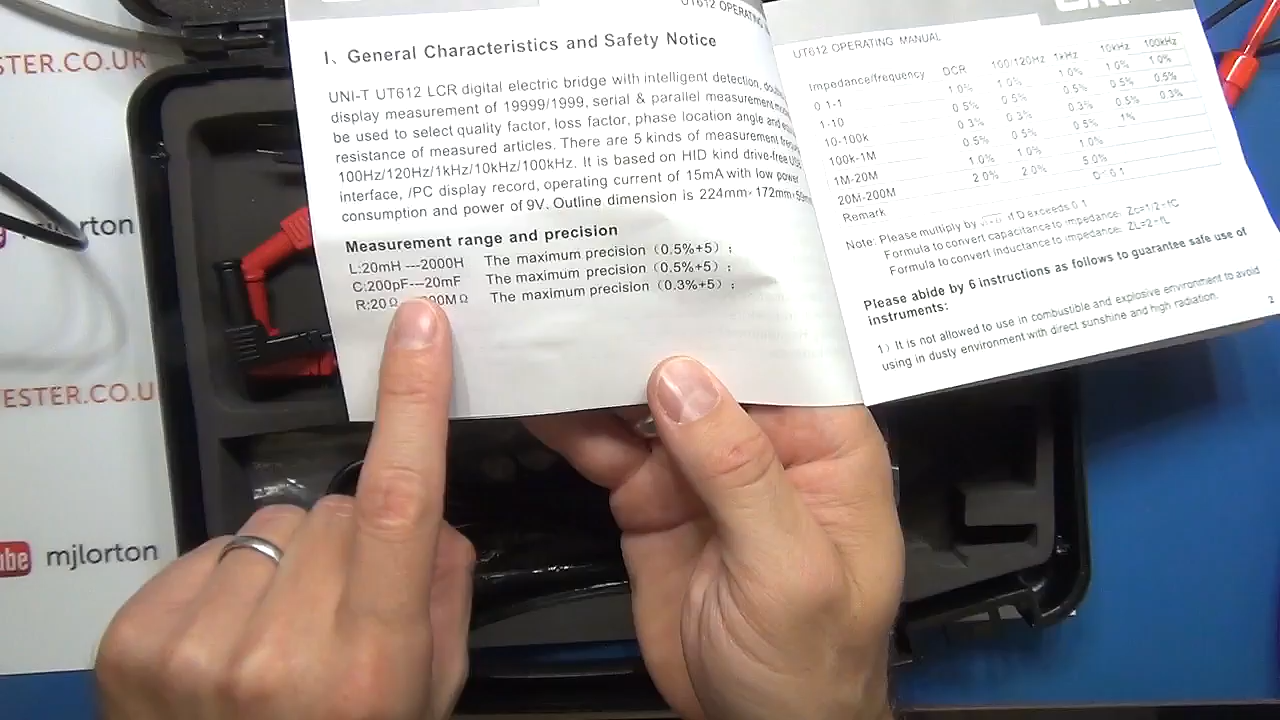 STER.CO.UK
ESTER.CO.U
lorton
ube mjlorton
UT612 OPERATING
I、General Characteristics and Safety Notice
UNI-T UT612 LCR digital electric bridge with intelligent detection,
display measurement of 19999/1999, serial & parallel measurement
be used to select quality factor, loss factor, phase location angle and
resistance of measured articles. There are 5 kinds of measurement
100Hz/120Hz/1kHz/10kHz/100kHz. It is based on HID kind drive-free
interface, /PC display record, operating current of 15mA with low power
consumption and power of 9V. Outline dimension is 224mm×172mm×
Measurement range and precision
L:20mH ---2000H The maximum precision（0.5%+5）;
C:200pF---20mF The maximum precision（0.5%+5）;
R:20Ω 00MΩ The maximum precision（0.3%+5）;
UT612 OPERATING MANUAL
Impedance/frequency DCR 100/120Hz 1kHz 10kHz 100kHz
0.1-1 1.0% 1.0% 1.0% 1.0% 1.0%
1-10 0.5% 0.5% 0.5% 0.5% 0.5%
10-100k 0.3% 0.3% 0.3% 0.5% 0.3%
100k-1M 0.5% 0.5% 0.5% 1%
1M-20M 1.0% 1.0% 1.0%
20M-200M 2.0% 2.0% 5.0%
Remark D 0.1
Note: Please multiply by if D exceeds 0.1
Formula to convert capacitance to impedance:
Formula to convert inductance to impedance:
Please abide by 6 instructions as follows to guarantee safe use of
instruments:
1）It is not allowed to use in combustible and explosive environment to avoid
using in dusty environment with direct sunshine and high radiation.
2